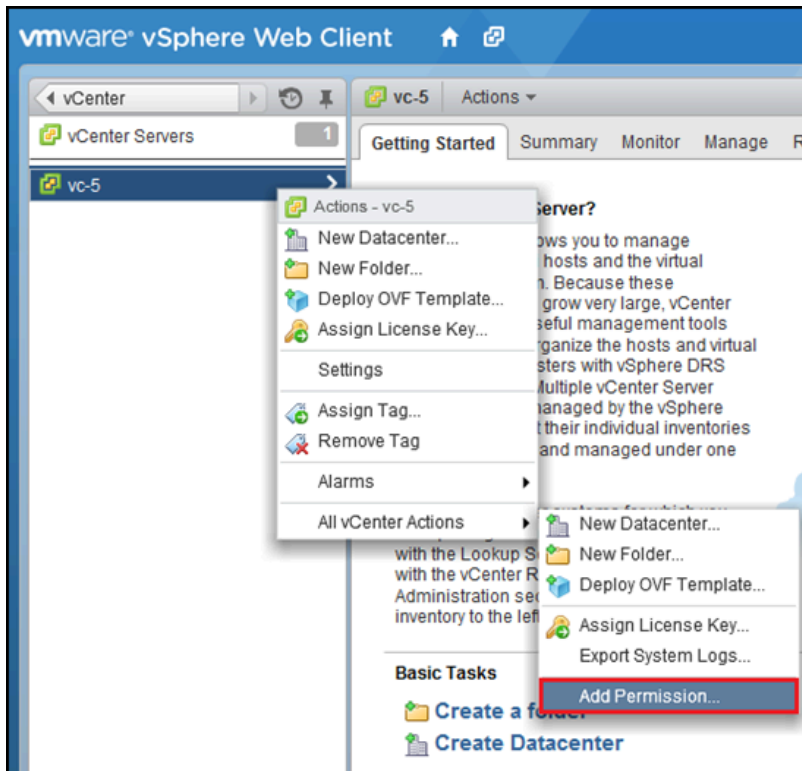 vmware® vSphere Web Client
vCenter
vCenter Servers 1
vc-5
vc-5 Actions
Getting Started Summary Monitor Manage
Actions - vc-5
New Datacenter...
New Folder...
Deploy OVF Template...
Assign License Key...
Settings
Assign Tag...
Remove Tag
Alarms
All vCenter Actions
New Datacenter...
New Folder...
Deploy OVF Template...
Assign License Key...
Export System Logs...
Add Permission...
Server?
ows you to manage
hosts and the virtual
Because these
grow very large, vCenter
seful management tools
rganize the hosts and virtual
sters with vSphere DRS
Multiple vCenter Server
managed by the vSphere
t their individual inventories
and managed under one
with the Lookup S
with the vCenter R
Administration sec
inventory to the left
Basic Tasks
Create a folder
Create Datacenter